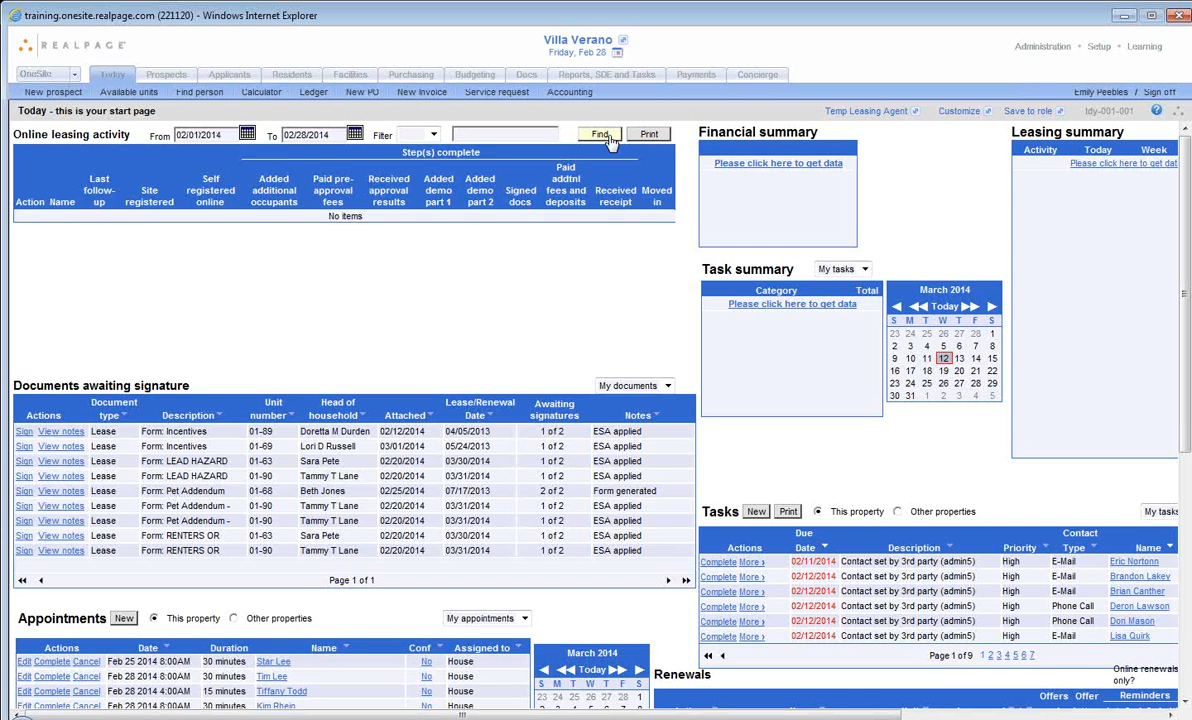 training.onesite.realpage.com (221120) - Windows Internet Explorer
REALPAGE
Villa Verano
Friday, Feb 28
Administration • Setup • Learning
OneSite Today Prospects Applicants Residents Facilities Purchasing Budgeting Docs Reports, SDE and Tasks Payments Concierge
New prospect Available units Find person Calculator Ledger New PO New Invoice Service request Accounting Emily Peebles / Sign off
Today - this is your start page Temp Leasing Agent Customize Save to role tdy-001-001
Online leasing activity From 02/01/2014 To 02/28/2014 Filter Find Print
Step(s) complete
Action Name Last follow-up Site registered Self registered online Added additional occupants Paid pre-approval fees Received approval results Added demo part 1 Added demo part 2 Signed docs Paid addtnl fees and deposits Received receipt Moved in
No items
Financial summary
Please click here to get data
Leasing summary
Activity Today Week
Please click here to get dat
Task summary My tasks
Category Total
Please click here to get data
March 2014
Today
S M T W T F S
23 24 25 26 27 28 1
2 3 4 5 6 7 8
9 10 11 12 13 14 15
16 17 18 19 20 21 22
23 24 25 26 27 28 29
30 31 1 2 3 4 5
Documents awaiting signature My documents
Actions Document type Description Unit number Head of household Attached Lease/Renewal Date Awaiting signatures Notes
Sign View notes Lease Form: Incentives 01-89 Doretta M Durden 02/12/2014 04/05/2013 1 of 2 ESA applied
Sign View notes Lease Form: Incentives 01-69 Lori D Russell 03/01/2014 05/24/2013 1 of 2 ESA applied
Sign View notes Lease Form: LEAD HAZARD 01-63 Sara Pete 02/20/2014 03/30/2014 1 of 2 ESA applied
Sign View notes Lease Form: LEAD HAZARD 01-90 Tammy T Lane 02/20/2014 03/31/2014 1 of 2 ESA applied
Sign View notes Lease Form: Pet Addendum 01-68 Beth Jones 02/25/2014 07/17/2013 2 of 2 Form generated
Sign View notes Lease Form: Pet Addendum - 01-90 Tammy T Lane 02/20/2014 03/31/2014 1 of 2 ESA applied
Sign View notes Lease Form: Pet Addendum - 01-90 Tammy T Lane 02/20/2014 03/31/2014 1 of 2 ESA applied
Sign View notes Lease Form: RENTERS OR 01-63 Sara Pete 02/20/2014 03/30/2014 1 of 2 ESA applied
Sign View notes Lease Form: RENTERS OR 01-90 Tammy T Lane 02/20/2014 03/31/2014 1 of 2 ESA applied
Page 1 of 1
Tasks New Print This property Other properties My tasks
Actions Due Date Description Priority Contact Type Name
Complete More › 02/11/2014 Contact set by 3rd party (admin5) High E-Mail Eric Nortonn
Complete More › 02/12/2014 Contact set by 3rd party (admin5) High E-Mail Brandon Lakey
Complete More › 02/12/2014 Contact set by 3rd party (admin5) High E-Mail Brian Canther
Complete More › 02/12/2014 Contact set by 3rd party (admin5) High Phone Call Deron Lawson
Complete More › 02/12/2014 Contact set by 3rd party (admin5) High Phone Call Don Mason
Complete More › 02/12/2014 Contact set by 3rd party (admin5) High E-Mail Lisa Quirk
Page 1 of 9 1 2 3 4 5 6 7
Appointments New This property Other properties My appointments
Actions Date Duration Name Conf Assigned to
Edit Complete Cancel Feb 25 2014 8:00AM 30 minutes Star Lee No House
Edit Complete Cancel Feb 28 2014 8:00AM 30 minutes Tim Lee No House
Edit Complete Cancel Feb 28 2014 4:00AM 15 minutes Tiffany Todd No House
Edit Complete Cancel Feb 28 2014 8:00AM 30 minutes Kim Rhein No House
March 2014
Today
S M T W T F S
23 24 25 26 27 28 1
Renewals Online renewals only?
Offers Offer Reminders